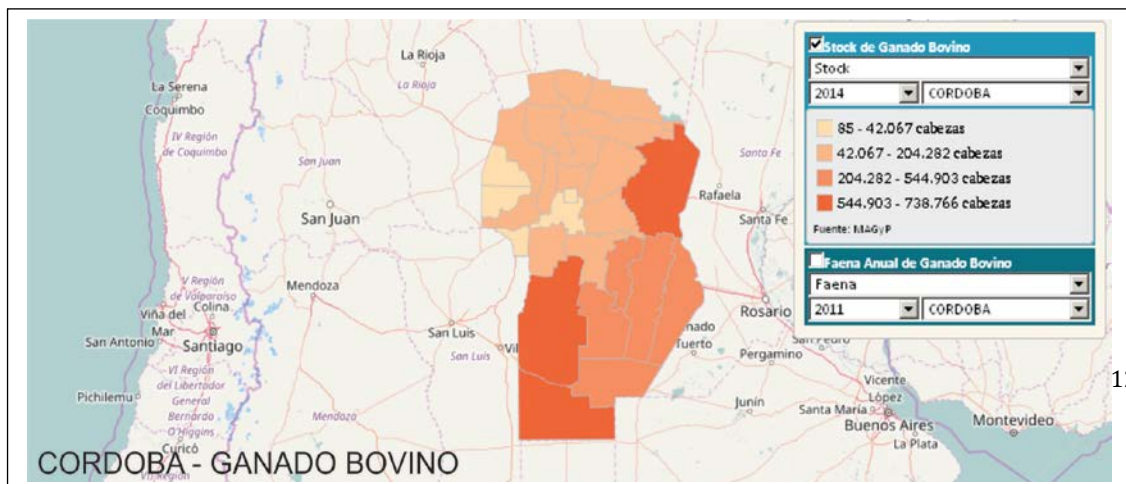 La Rioja
La Rioja
La Serena
Coquimbo
IV Región
de Coquimbo
San Juan
San Juan
Santa Fe
Rafaela
Santa Fe
V Región
de Valparaíso
Mendoza
Viña del
Mar
Colina
San Antonio
Santiago
San Luis
San Luis
Rosario
Tuerto
Pergamino
VI Región
del Libertador
General
Bernardo
O'Higgins
Pichilemu
Curicó
Mendoza
Junín
Vicente
López
Santa María
Buenos Aires
La Plata
Montevideo
CORDOBA - GANADO BOVINO
Stock de Ganado Bovino
Stock
2014 CORDOBA
85 - 42.067 cabezas
42.067 - 204.282 cabezas
204.282 - 544.903 cabezas
544.903 - 738.766 cabezas
Fuente: MAGyP
Faena Anual de Ganado Bovino
Faena
2011 CORDOBA